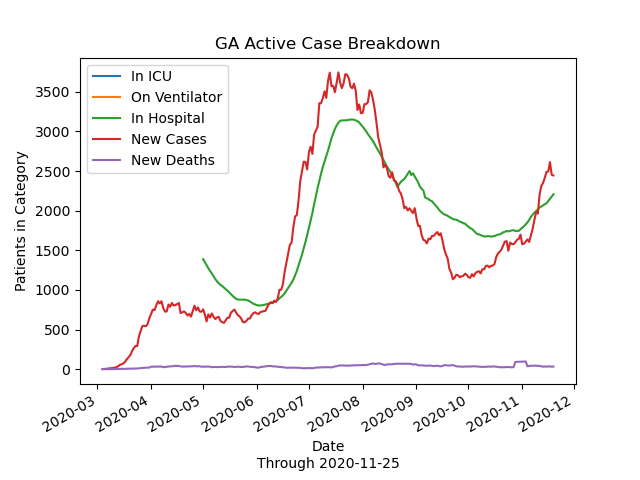 GA Active Case Breakdown
In ICU
On Ventilator
In Hospital
New Cases
New Deaths
Patients in Category
3500
3000
2500
2000
1500
1000
500
0
2020-03
2020-04
2020-05
2020-06
2020-07
2020-08
2020-09
2020-10
2020-11
2020-12
Date
Through 2020-11-25